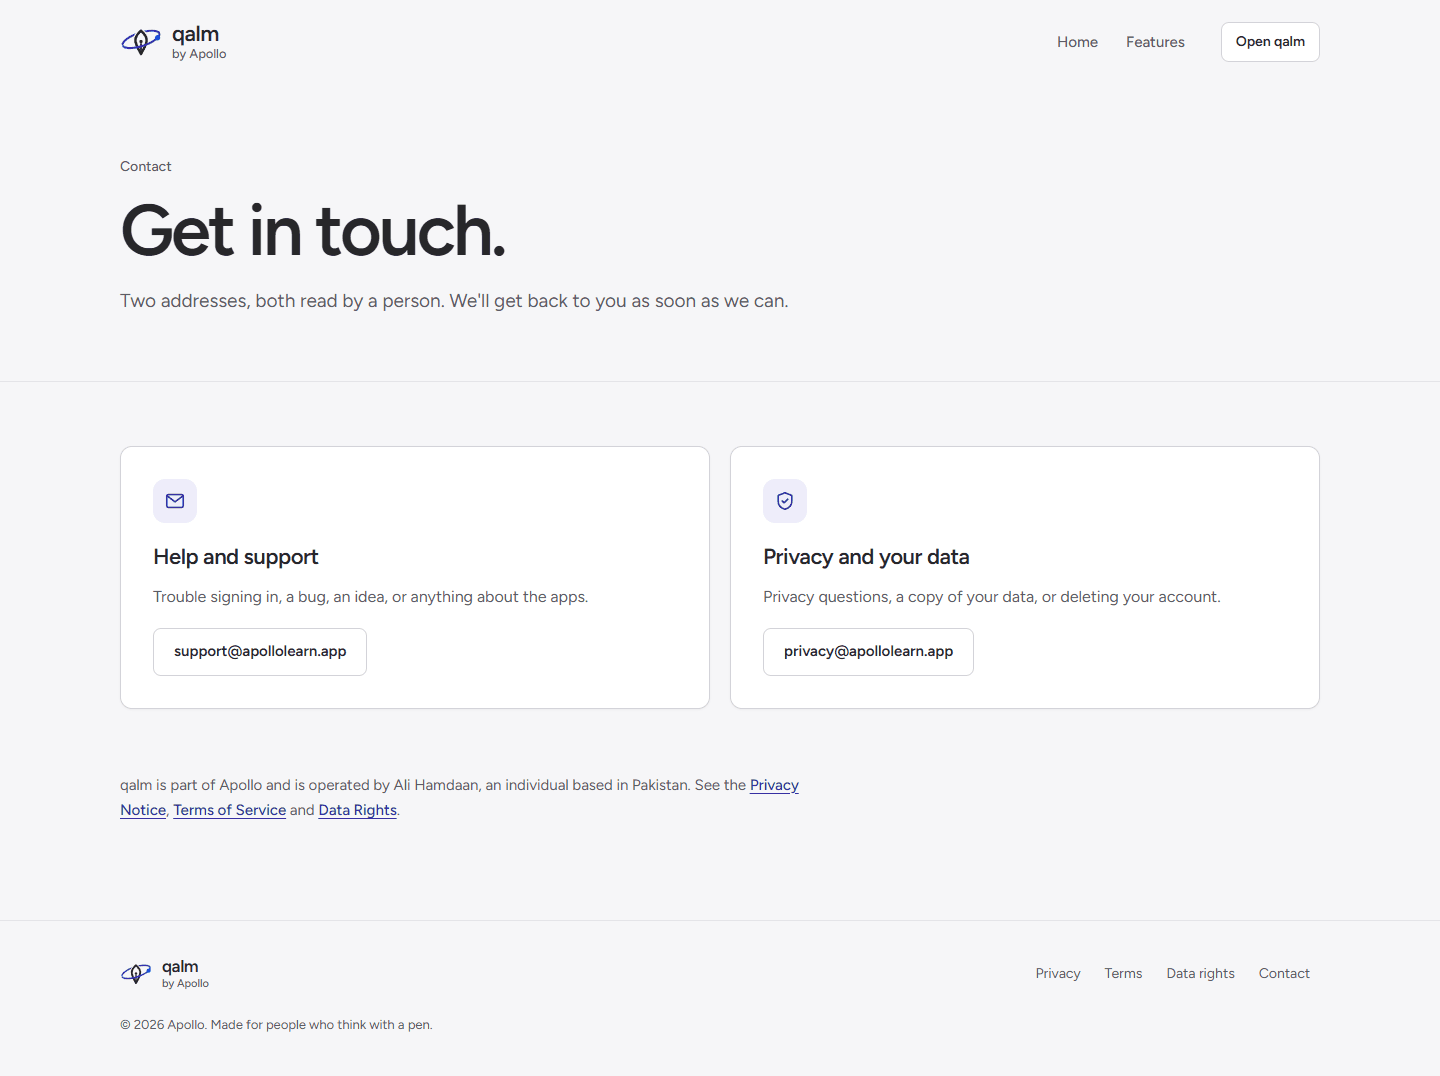 qalm
by Apollo
Home
Features
Open qalm
Contact
Get in touch.
Two addresses, both read by a person. We'll get back to you as soon as we can.
Help and support
Trouble signing in, a bug, an idea, or anything about the apps.
support@apollolearn.app
Privacy and your data
Privacy questions, a copy of your data, or deleting your account.
privacy@apollolearn.app
qalm is part of Apollo and is operated by Ali Hamdaan, an individual based in Pakistan. See the Privacy
Notice, Terms of Service and Data Rights.
qalm
by Apollo
Privacy
Terms
Data rights
Contact
© 2026 Apollo. Made for people who think with a pen.